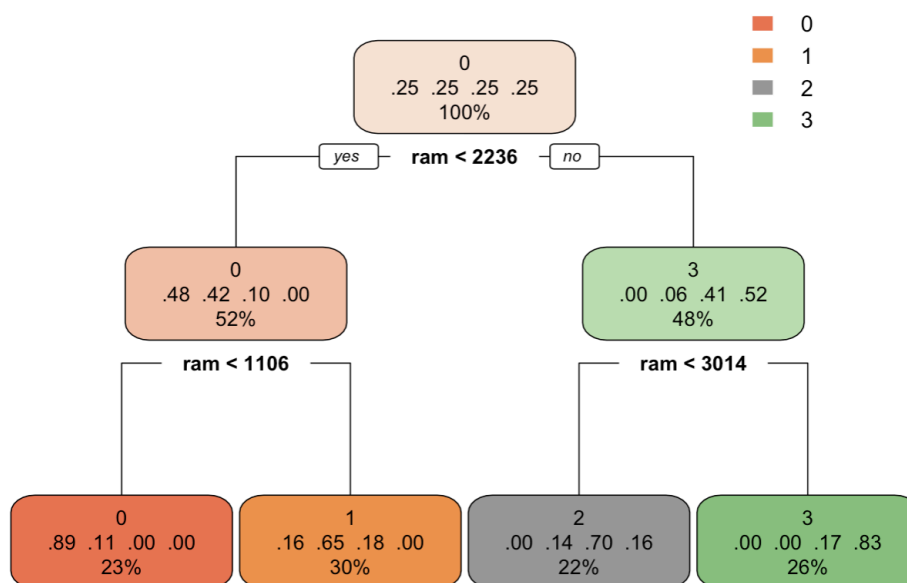 0
1
2
3
0
.25 .25 .25 .25
100%
yes ram < 2236 no
0
.48 .42 .10 .00
52%
3
.00 .06 .41 .52
48%
ram < 1106
ram < 3014
0
.89 .11 .00 .00
23%
1
.16 .65 .18 .00
30%
2
.00 .14 .70 .16
22%
3
.00 .00 .17 .83
26%